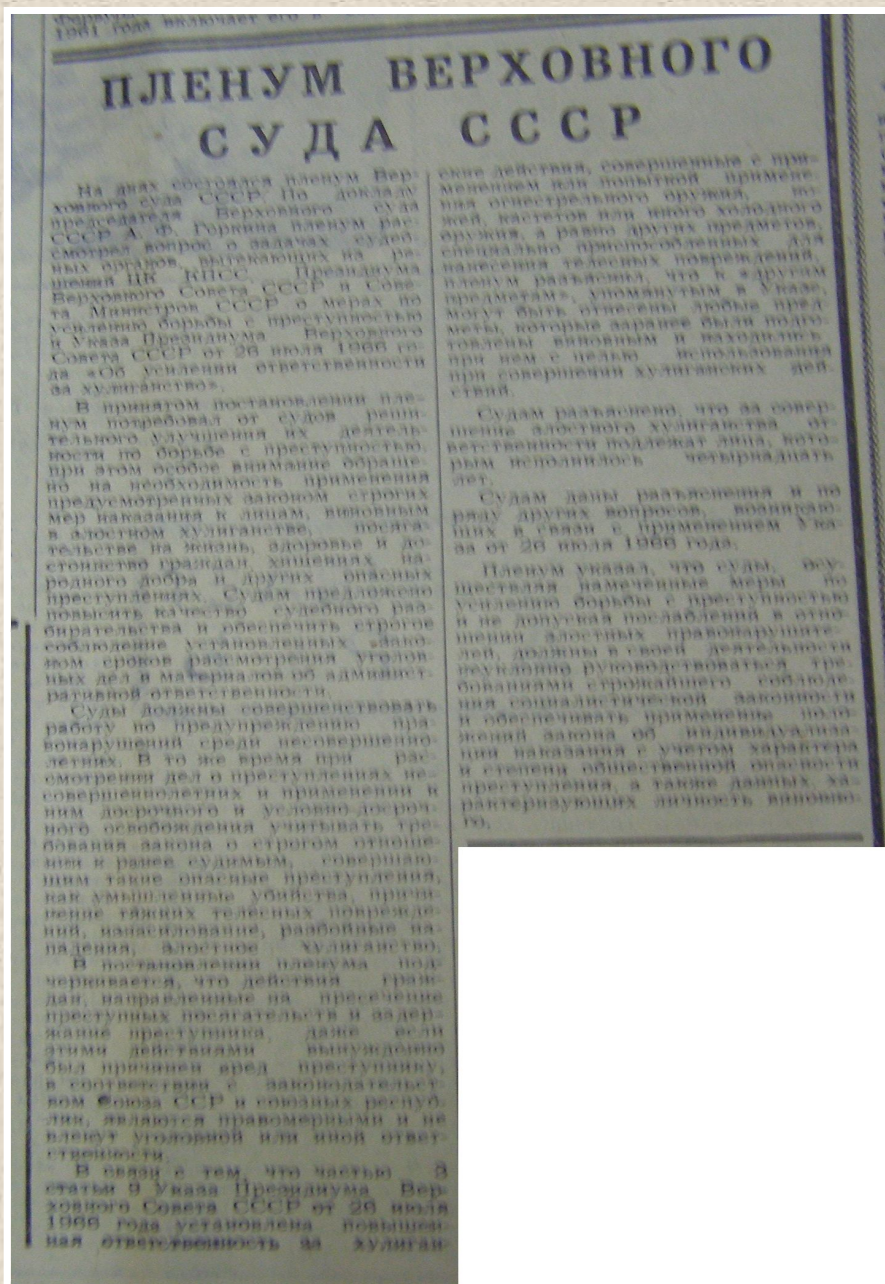 1961 года включает его в
ПЛЕНУМ ВЕРХОВНОГО
СУДА СССР
На днях состоялся пленум Вер-
ховного суда СССР. По докладу
председателя Верховного суда
СССР А. Ф. Горкина пленум рас-
смотрел вопрос о задачах судеб-
ных органов, вытекающих из ре-
шений ЦК КПСС, Президиума
Верховного Совета СССР и Сове-
та Министров СССР о мерах по
усилению борьбы с преступностью
и Указа Президиума Верховного
Совета СССР от 26 июля 1966 го-
да «Об усилении ответственности
за хулиганство».
В принятом постановлении пле-
нум потребовал от судов реши-
тельного улучшения их деятель-
ности по борьбе с преступностью,
при этом особое внимание обраще-
но на необходимость применения
предусмотренных законом строгих
мер наказания к лицам, виновным
в злостном хулиганстве, посяга-
тельстве на жизнь, здоровье и до-
стоинство граждан, хищениях на-
родного добра и других опасных
преступлениях. Судам предложено
повысить качество судебного раз-
бирательства и обеспечить строгое
соблюдение установленных зако-
ном сроков рассмотрения уголов-
ных дел и материалов об админист-
ративной ответственности.
Суды должны совершенствовать
работу по предупреждению пра-
вонарушений среди несовершенно-
летних. В то же время при рас-
смотрении дел о преступлениях не-
совершеннолетних и применении к
ним досрочного и условно-досроч-
ного освобождения учитывать тре-
бования закона о строгом отноше-
нии к ранее судимым, совершаю-
щим такие опасные преступления,
как умышленные убийства, причи-
нение тяжких телесных поврежде-
ний, изнасилование, разбойные на-
падения, злостное хулиганство.
В постановлении пленума под-
черкивается, что действия граж-
дан, направленные на пресечение
преступных посягательств и задер-
жание преступника, даже если
этими действиями вынужденно
был причинен вред преступнику,
в соответствии с законодательст-
вом Союза ССР и союзных респуб-
лик, являются правомерными и не
влекут уголовной или иной ответ-
ственности.
В связи с тем, что частью 3
статьи 9 Указа Президиума Вер-
ховного Совета СССР от 26 июля
1966 года установлена повышен-
ная ответственность за хулиган-
ские действия, совершенные с при-
менением или попыткой примене-
ния огнестрельного оружия, но-
жей, кастетов или иного холодного
оружия, а равно других предметов,
специально приспособленных для
нанесения телесных повреждений,
пленум разъяснил, что к «другим
предметам», упомянутым в Указе,
могут быть отнесены любые пред-
меты, которые заранее были подго-
товлены виновным и находились
при нем с целью использования
при совершении хулиганских дей-
ствий.
Судам разъяснено, что за совер-
шение злостного хулиганства от-
ветственности подлежат лица, кото-
рым исполнилось четырнадцать
лет.
Судам даны разъяснения и по
ряду других вопросов, возникаю-
щих в связи с применением Ука-
за от 26 июля 1966 года.
Пленум указал, что суды, осу-
ществляя намеченные меры по
усилению борьбы с преступностью
и не допуская послаблений в отно-
шении злостных правонарушите-
лей, должны в своей деятельности
неуклонно руководствоваться тре-
бованиями строжайшего соблюде-
ния социалистической законности
и обеспечивать применение поло-
жений закона об индивидуализа-
ции наказания с учетом характера
и степени общественной опасности
преступления, а также данных, ха-
рактеризующих личность виновно-
го.